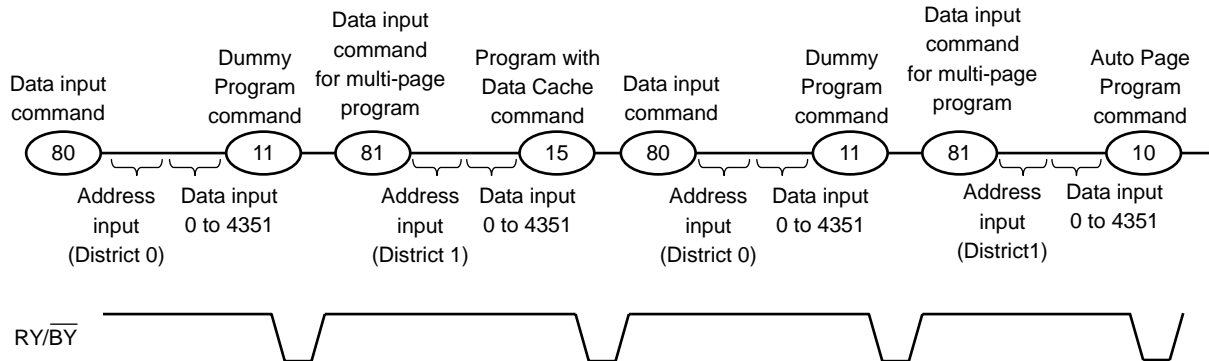 Data input
command
80
Address
input
(District 0)
Data input
0 to 4351
Dummy
Program
command
11
Data input
command
for multi-page
program
81
Address
input
(District 1)
Data input
0 to 4351
Program with
Data Cache
command
15
Data input
command
80
Address
input
(District 0)
Data input
0 to 4351
Dummy
Program
command
11
Data input
command
for multi-page
program
81
Address
input
(District1)
Data input
0 to 4351
Auto Page
Program
command
10
RY/B̅Y̅